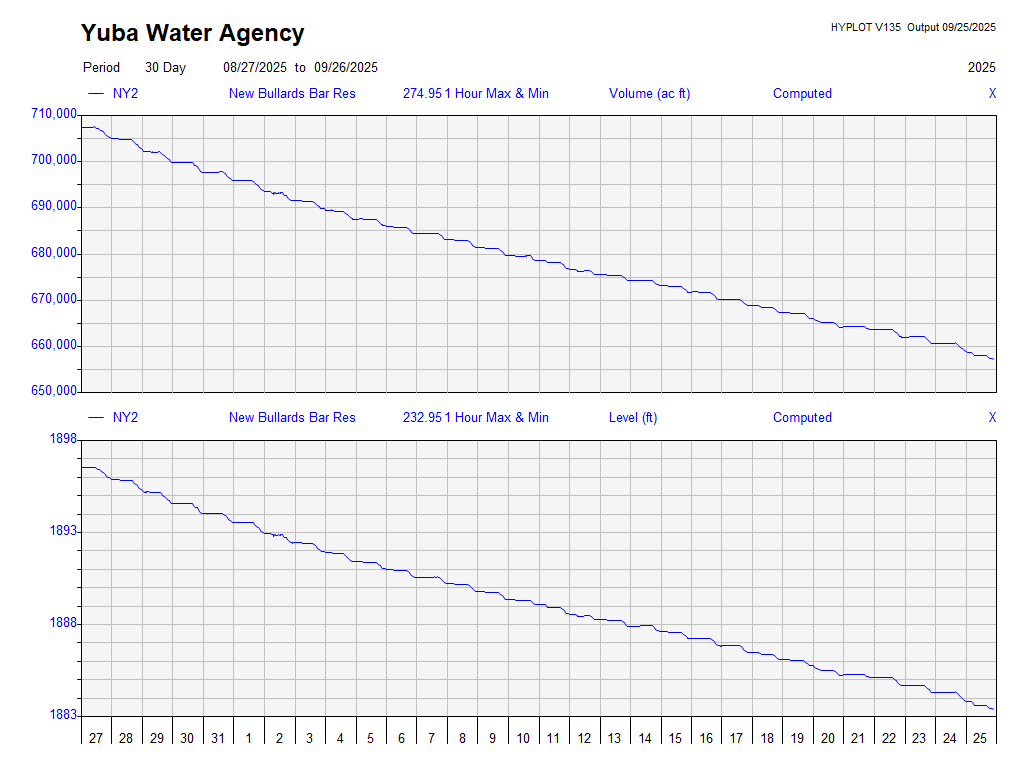 Yuba Water Agency
HYPLOT V135 Output 09/25/2025
Period 30 Day 08/27/2025 to 09/26/2025 2025
NY2 New Bullards Bar Res 274.95 1 Hour Max & Min Volume (ac ft) Computed X
710,000
700,000
690,000
680,000
670,000
660,000
650,000
NY2 New Bullards Bar Res 232.95 1 Hour Max & Min Level (ft) Computed X
1898
1893
1888
1883
27 28 29 30 31 1 2 3 4 5 6 7 8 9 10 11 12 13 14 15 16 17 18 19 20 21 22 23 24 25